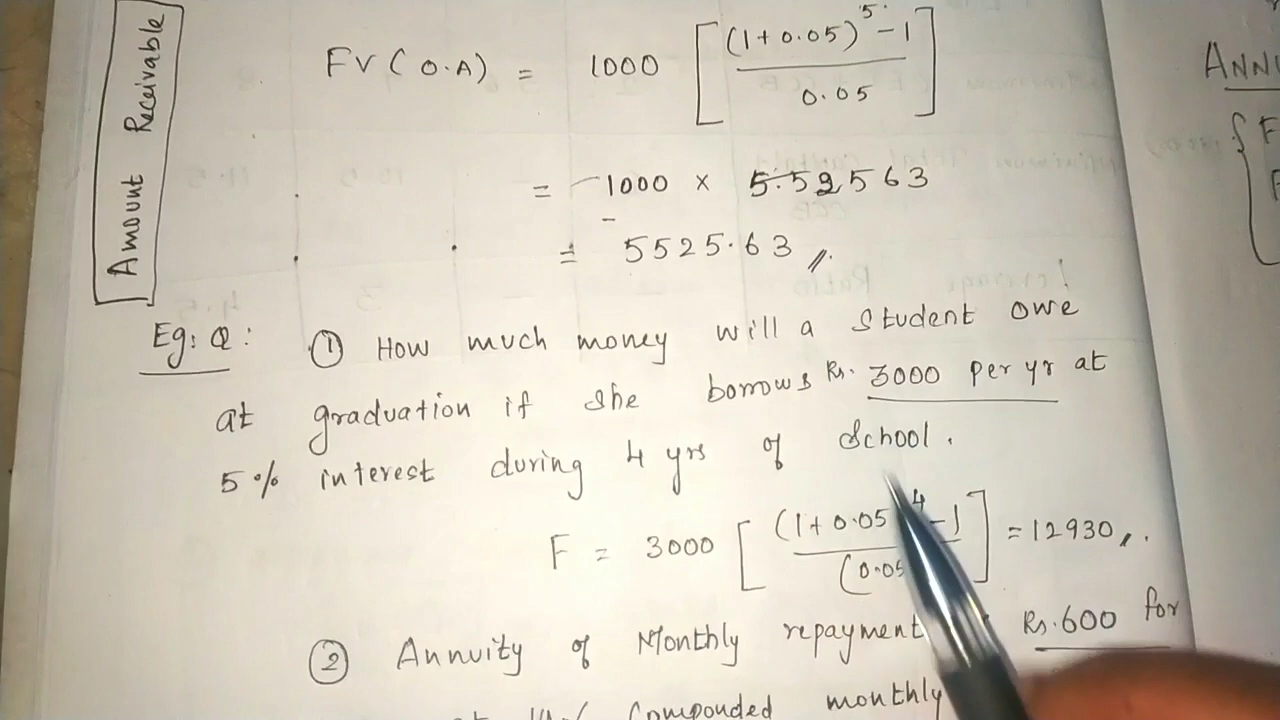 Amount Receivable
FV(O.A) = 1000 [ (1+0.05)^5 - 1 / 0.05 ]
= 1000 × 5.52563
= 5525.63 //.
Eg: Q: ① How much money will a student owe
at graduation if she borrows Rs. 3000 per yr at
5% interest during 4 yrs of school.
F = 3000 [ (1+0.05 4 -1 / (0.05 ] = 12930,.
② Annuity of Monthly repayment Rs.600 for
compounded monthly
ANNU
{ F